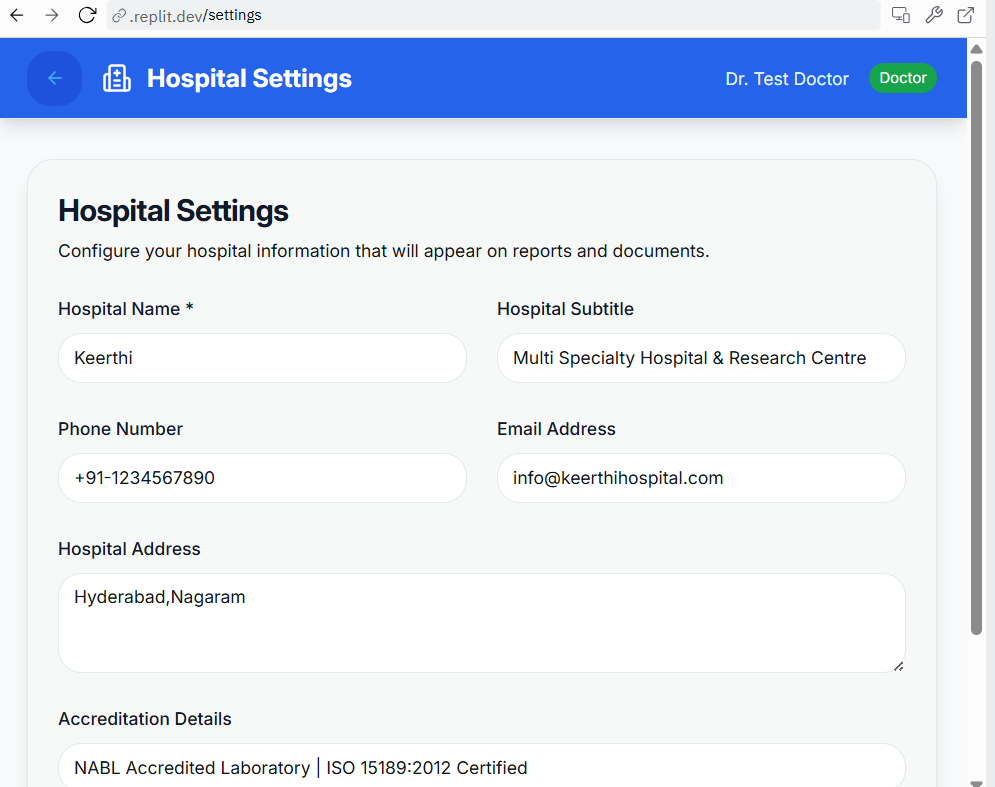 .replit.dev/settings
Hospital Settings
Dr. Test Doctor
Doctor
Hospital Settings
Configure your hospital information that will appear on reports and documents.
Hospital Name *
Hospital Subtitle
Keerthi
Multi Specialty Hospital & Research Centre
Phone Number
Email Address
+91-1234567890
info@keerthihospital.com
Hospital Address
Hyderabad,Nagaram
Accreditation Details
NABL Accredited Laboratory | ISO 15189:2012 Certified